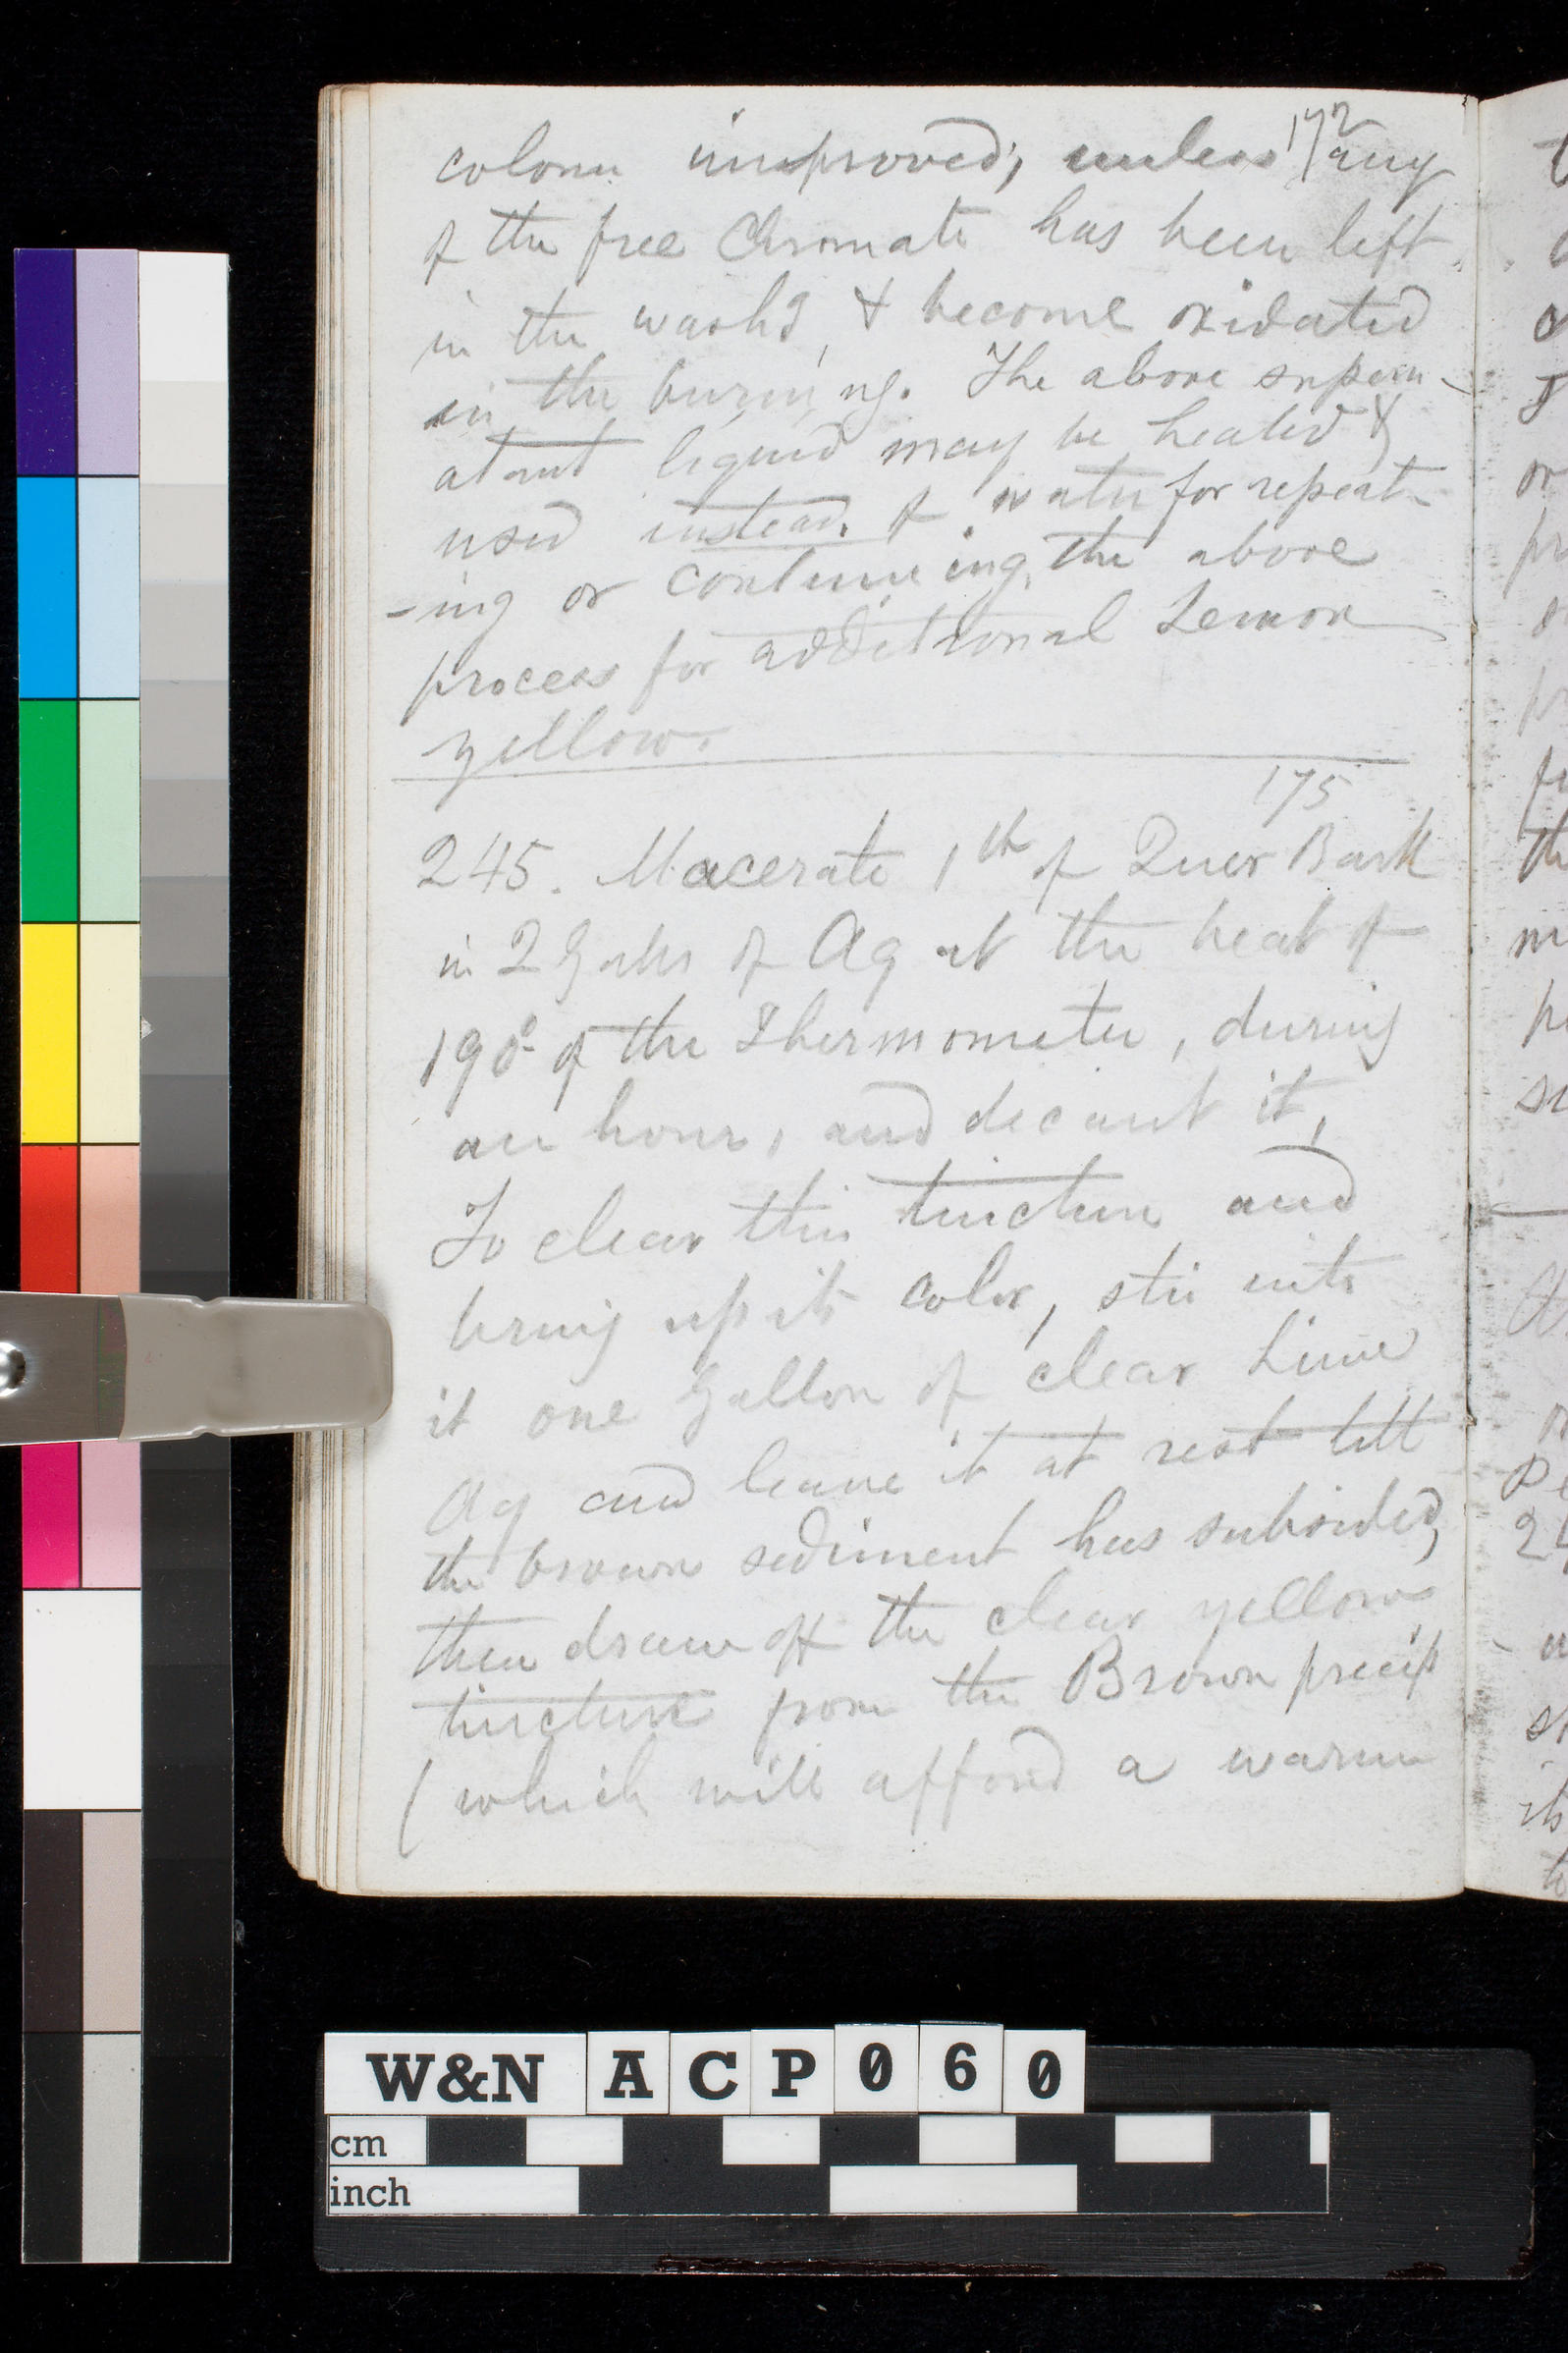 172
colour improved; unless any
of the free Chromate has been left
in the wash'd, & become oxidated
in the burning. The above supern-
atant liquid may be heated &
used instead of water for repeat-
-ing or continuing the above
process for additional Lemon
yellow.
175
245. Macerate 1 lb of Quer Bark
in 2 Galls of Aq at the heat of
190° of the Thermometer, during
an hour, and decant it,
To clear this tincture and
bring up its color, stir into
it one Gallon of clear Lime
Aq and leave it at rest till
the brown sediment has subsided,
then draw off the clear yellow
tincture from the Brown precip
(which will afford a warm
W&N ACP060
cm
inch